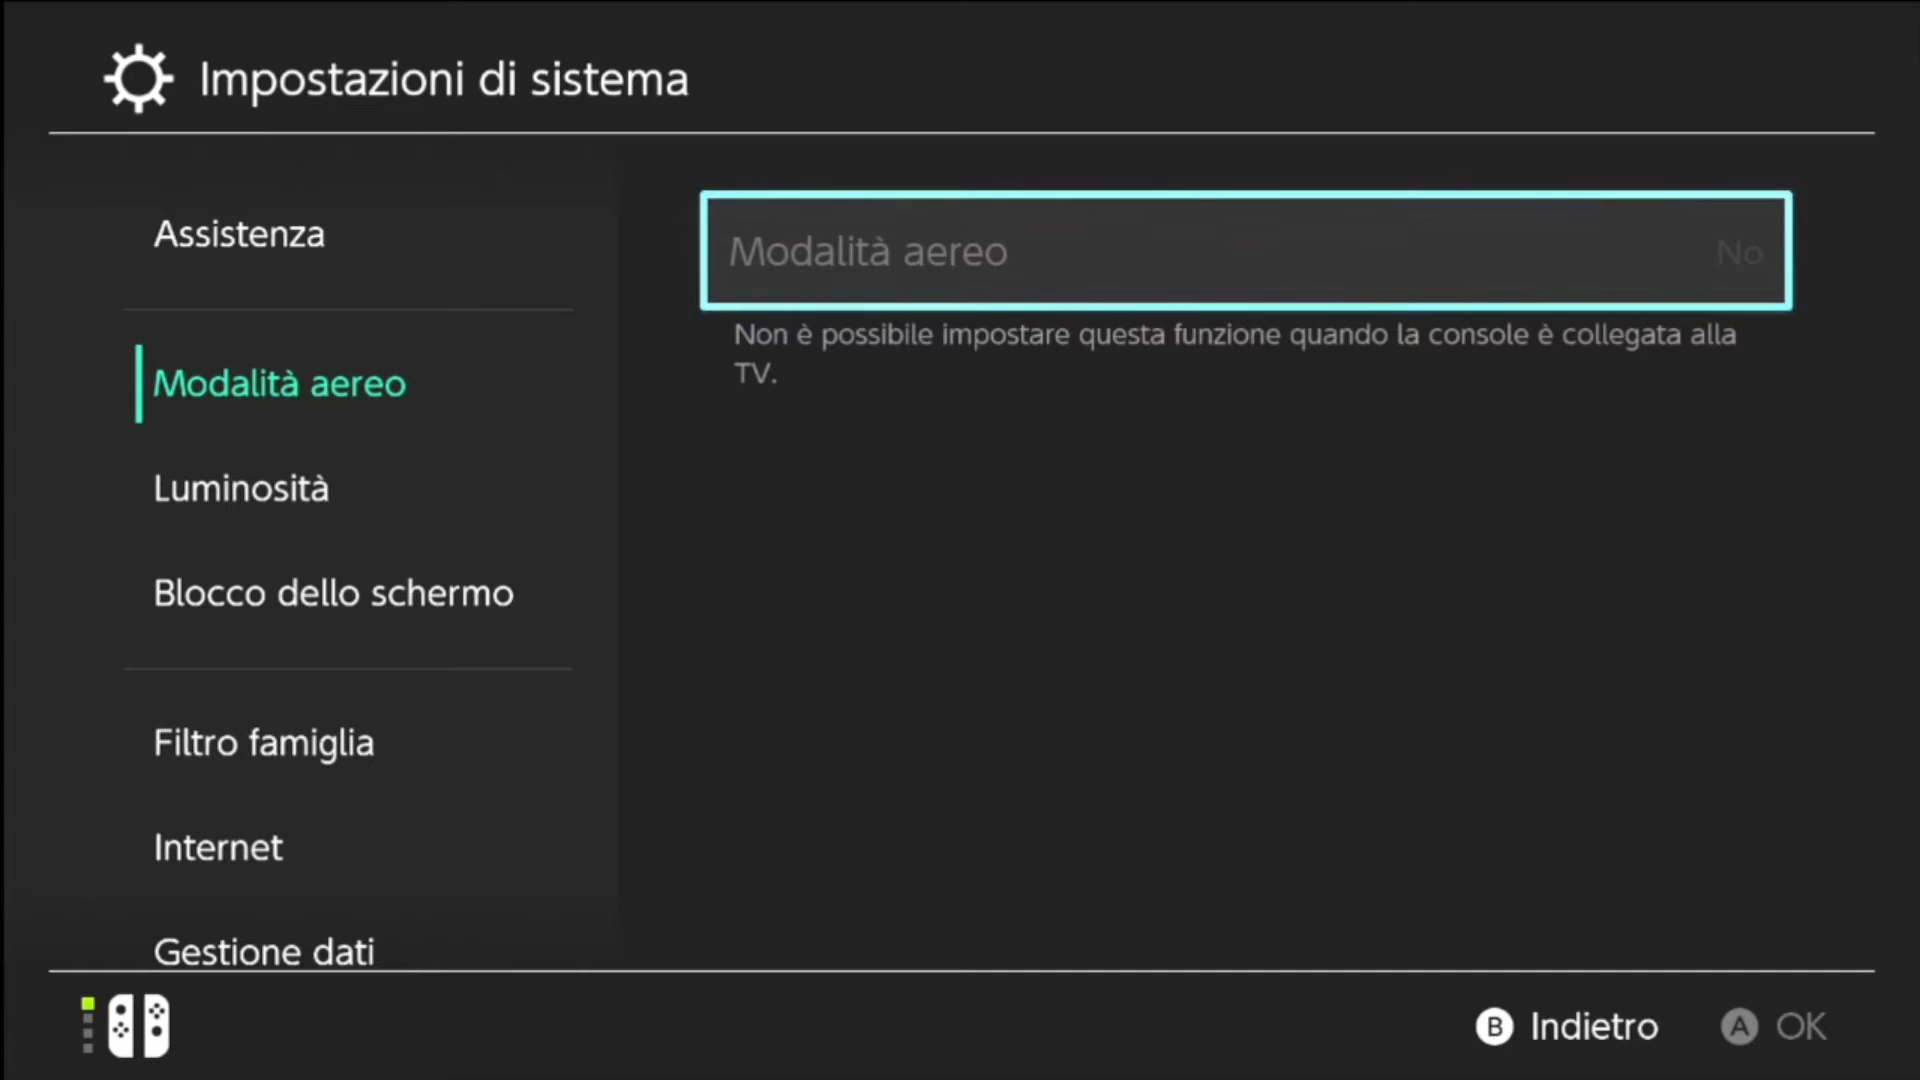 Impostazioni di sistema
Assistenza
Modalità aereo
Luminosità
Blocco dello schermo
Filtro famiglia
Internet
Gestione dati
Modalità aereo No
Non è possibile impostare questa funzione quando la console è collegata alla
TV.
B Indietro A OK